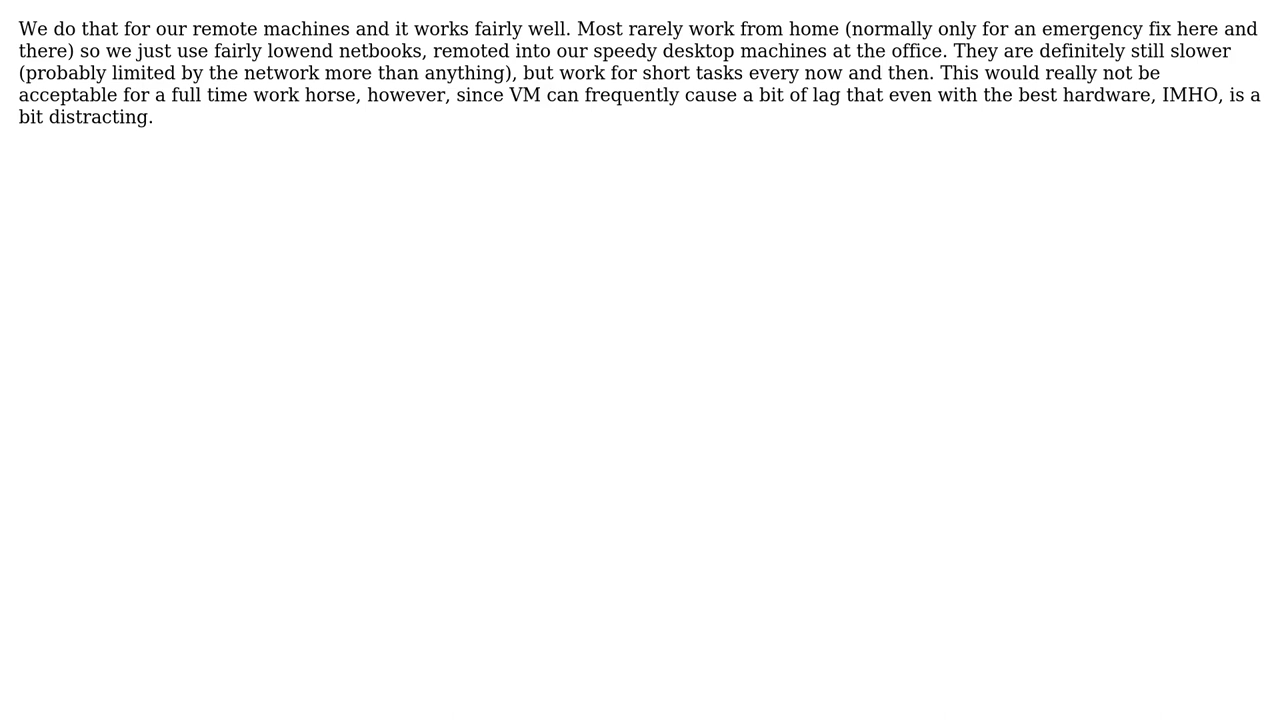 We do that for our remote machines and it works fairly well. Most rarely work from home (normally only for an emergency fix here and
there) so we just use fairly lowend netbooks, remoted into our speedy desktop machines at the office. They are definitely still slower
(probably limited by the network more than anything), but work for short tasks every now and then. This would really not be
acceptable for a full time work horse, however, since VM can frequently cause a bit of lag that even with the best hardware, IMHO, is a
bit distracting.